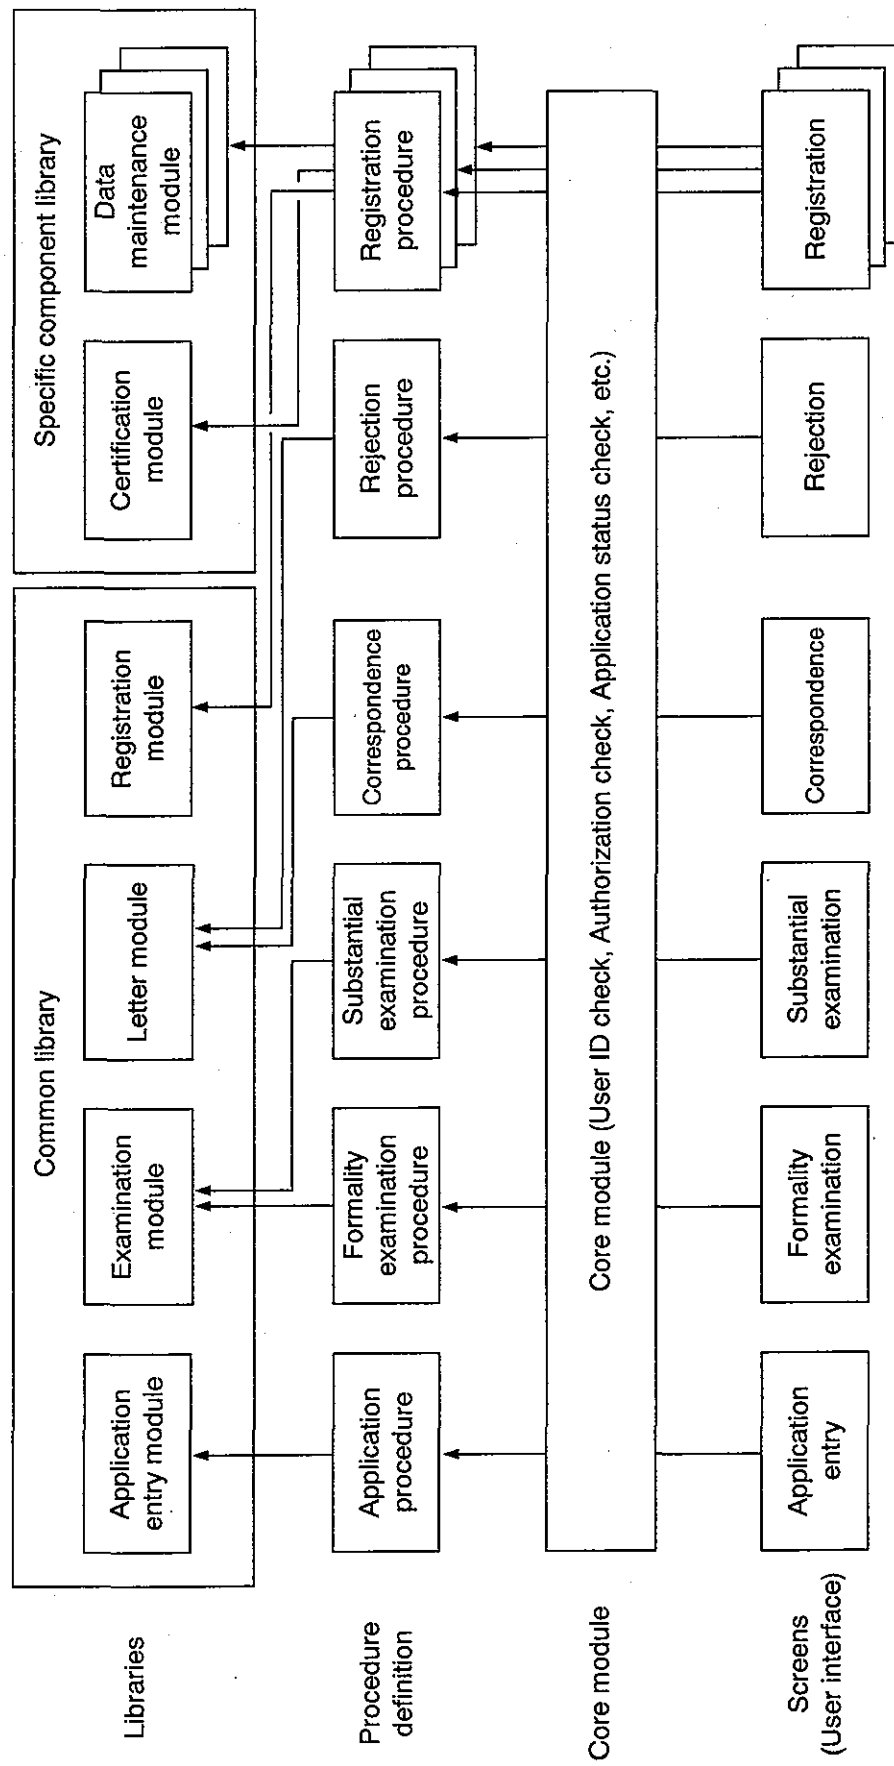 Libraries
Common library
Specific component library
Application
entry module
Examination
module
Letter module
Registration
module
Certification
module
Data
maintenance
module
Procedure
definition
Application
procedure
Formality
examination
procedure
Substantial
examination
procedure
Correspondence
procedure
Rejection
procedure
Registration
procedure
Core module
Core module (User ID check, Authorization check, Application status check, etc.)
Screens
(User interface)
Application
entry
Formality
examination
Substantial
examination
Correspondence
Rejection
Registration